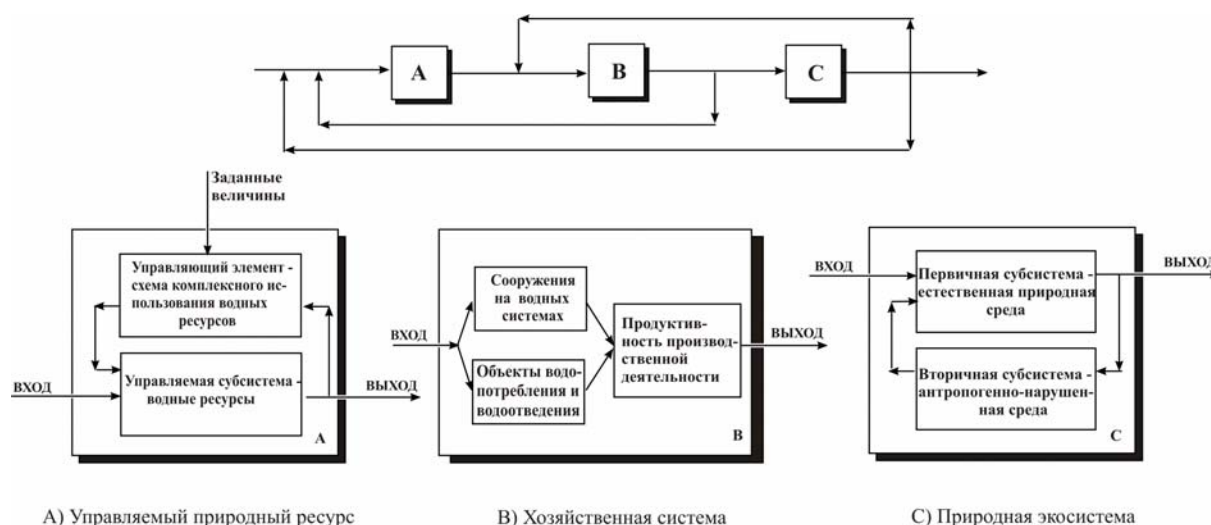 A
B
C
Заданные
величины
Управляющий элемент -
схема комплексного ис-
пользования водных
ресурсов
ВХОД
Управляемая субсистема -
водные ресурсы
ВЫХОД
A
ВХОД
Сооружения
на водных
системах
Объекты водо-
потребления и
водоотведения
Продуктив-
ность производ-
ственной
деятельности
ВЫХОД
B
ВХОД
Первичная субсистема -
естественная природная
среда
ВЫХОД
Вторичная субсистема -
антропогенно-нарушен-
ная среда
C
А) Управляемый природный ресурс
В) Хозяйственная система
С) Природная экосистема